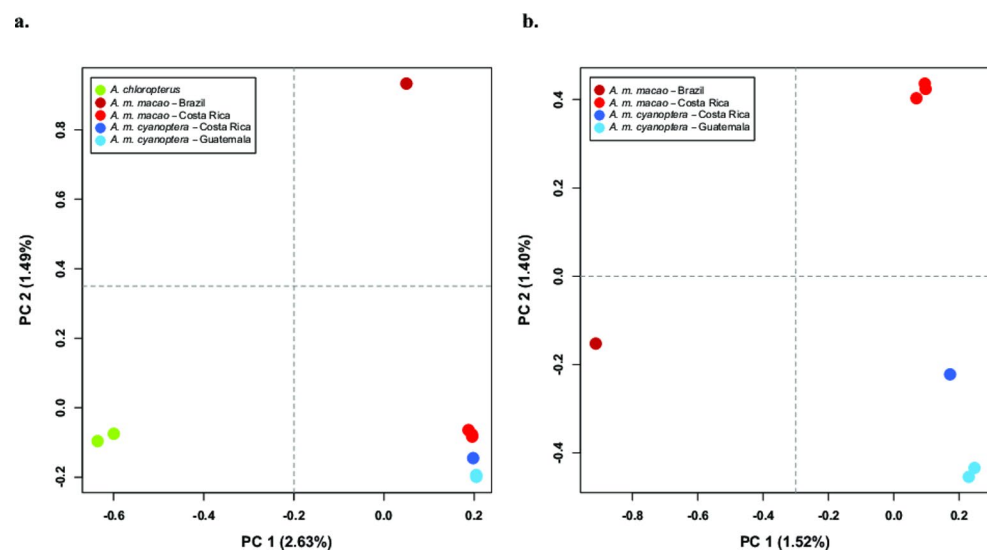 a.
A. chloropterus
A. m. macao – Brazil
A. m. macao – Costa Rica
A. m. cyanoptera – Costa Rica
A. m. cyanoptera – Guatemala
PC 2 (1.49%)
0.8
0.6
0.4
0.2
0.0
-0.2
-0.6
-0.4
-0.2
0.0
0.2
PC 1 (2.63%)
b.
A. m. macao – Brazil
A. m. macao – Costa Rica
A. m. cyanoptera – Costa Rica
A. m. cyanoptera – Guatemala
PC 2 (1.40%)
0.4
0.2
0.0
-0.2
-0.4
-0.8
-0.6
-0.4
-0.2
0.0
0.2
PC 1 (1.52%)